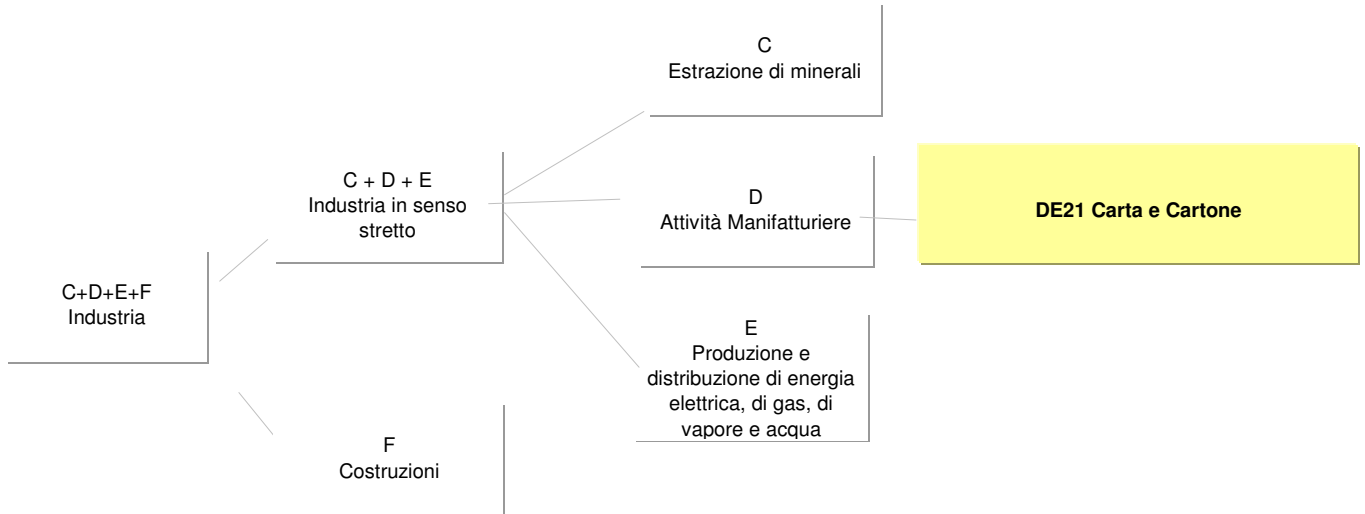 C+D+E+F
Industria
C + D + E
Industria in senso
stretto
F
Costruzioni
C
Estrazione di minerali
D
Attività Manifatturiere
E
Produzione e
distribuzione di energia
elettrica, di gas, di
vapore e acqua
DE21 Carta e Cartone